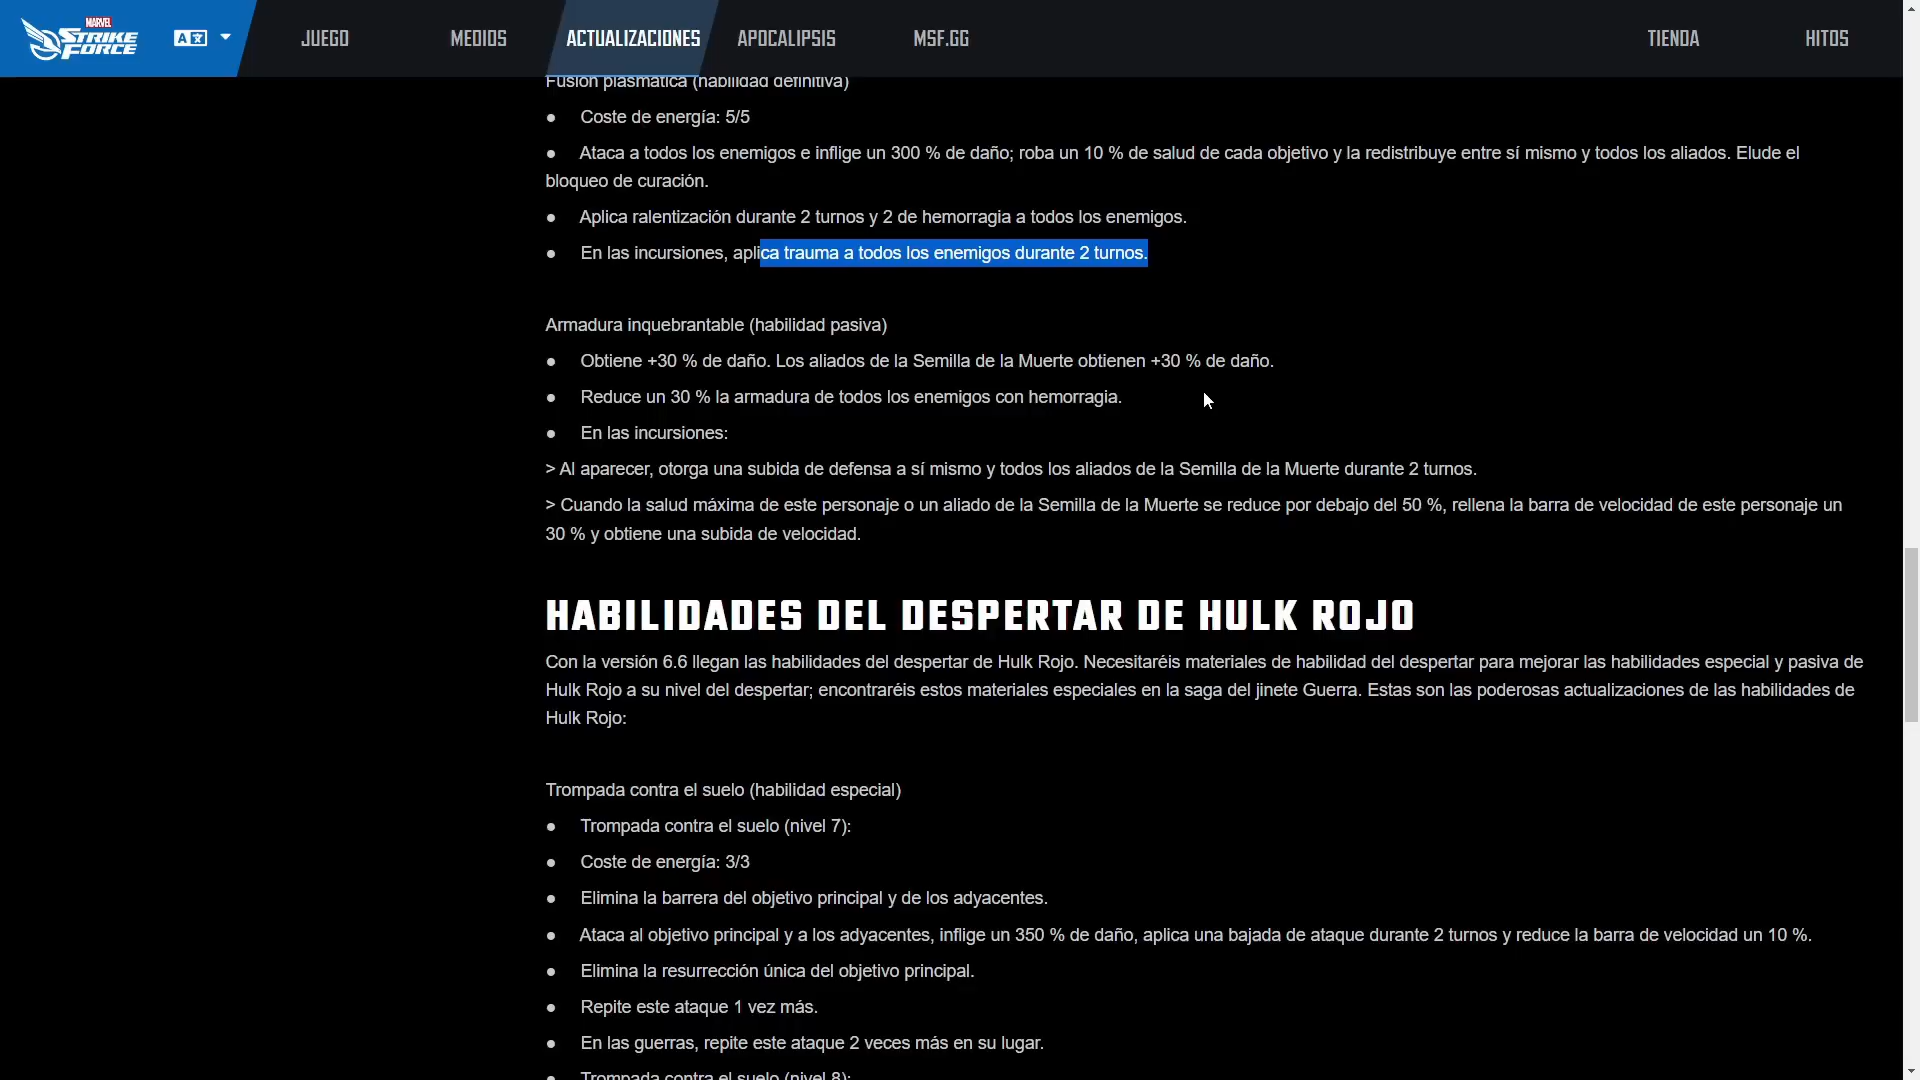 MARVEL
STRIKE
FORCE
JUEGO
MEDIOS
ACTUALIZACIONES
APOCALIPSIS
MSF.GG
TIENDA
HITOS
Fusión plasmática (habilidad definitiva)
● Coste de energía: 5/5
● Ataca a todos los enemigos e inflige un 300 % de daño; roba un 10 % de salud de cada objetivo y la redistribuye entre sí mismo y todos los aliados. Elude el
bloqueo de curación.
● Aplica ralentización durante 2 turnos y 2 de hemorragia a todos los enemigos.
● En las incursiones, aplica trauma a todos los enemigos durante 2 turnos.
Armadura inquebrantable (habilidad pasiva)
● Obtiene +30 % de daño. Los aliados de la Semilla de la Muerte obtienen +30 % de daño.
● Reduce un 30 % la armadura de todos los enemigos con hemorragia.
● En las incursiones:
> Al aparecer, otorga una subida de defensa a sí mismo y todos los aliados de la Semilla de la Muerte durante 2 turnos.
> Cuando la salud máxima de este personaje o un aliado de la Semilla de la Muerte se reduce por debajo del 50 %, rellena la barra de velocidad de este personaje un
30 % y obtiene una subida de velocidad.
HABILIDADES DEL DESPERTAR DE HULK ROJO
Con la versión 6.6 llegan las habilidades del despertar de Hulk Rojo. Necesitaréis materiales de habilidad del despertar para mejorar las habilidades especial y pasiva de
Hulk Rojo a su nivel del despertar; encontraréis estos materiales especiales en la saga del jinete Guerra. Estas son las poderosas actualizaciones de las habilidades de
Hulk Rojo:
Trompada contra el suelo (habilidad especial)
● Trompada contra el suelo (nivel 7):
● Coste de energía: 3/3
● Elimina la barrera del objetivo principal y de los adyacentes.
● Ataca al objetivo principal y a los adyacentes, inflige un 350 % de daño, aplica una bajada de ataque durante 2 turnos y reduce la barra de velocidad un 10 %.
● Elimina la resurrección única del objetivo principal.
● Repite este ataque 1 vez más.
● En las guerras, repite este ataque 2 veces más en su lugar.
● Trompada contra el suelo (nivel 8):